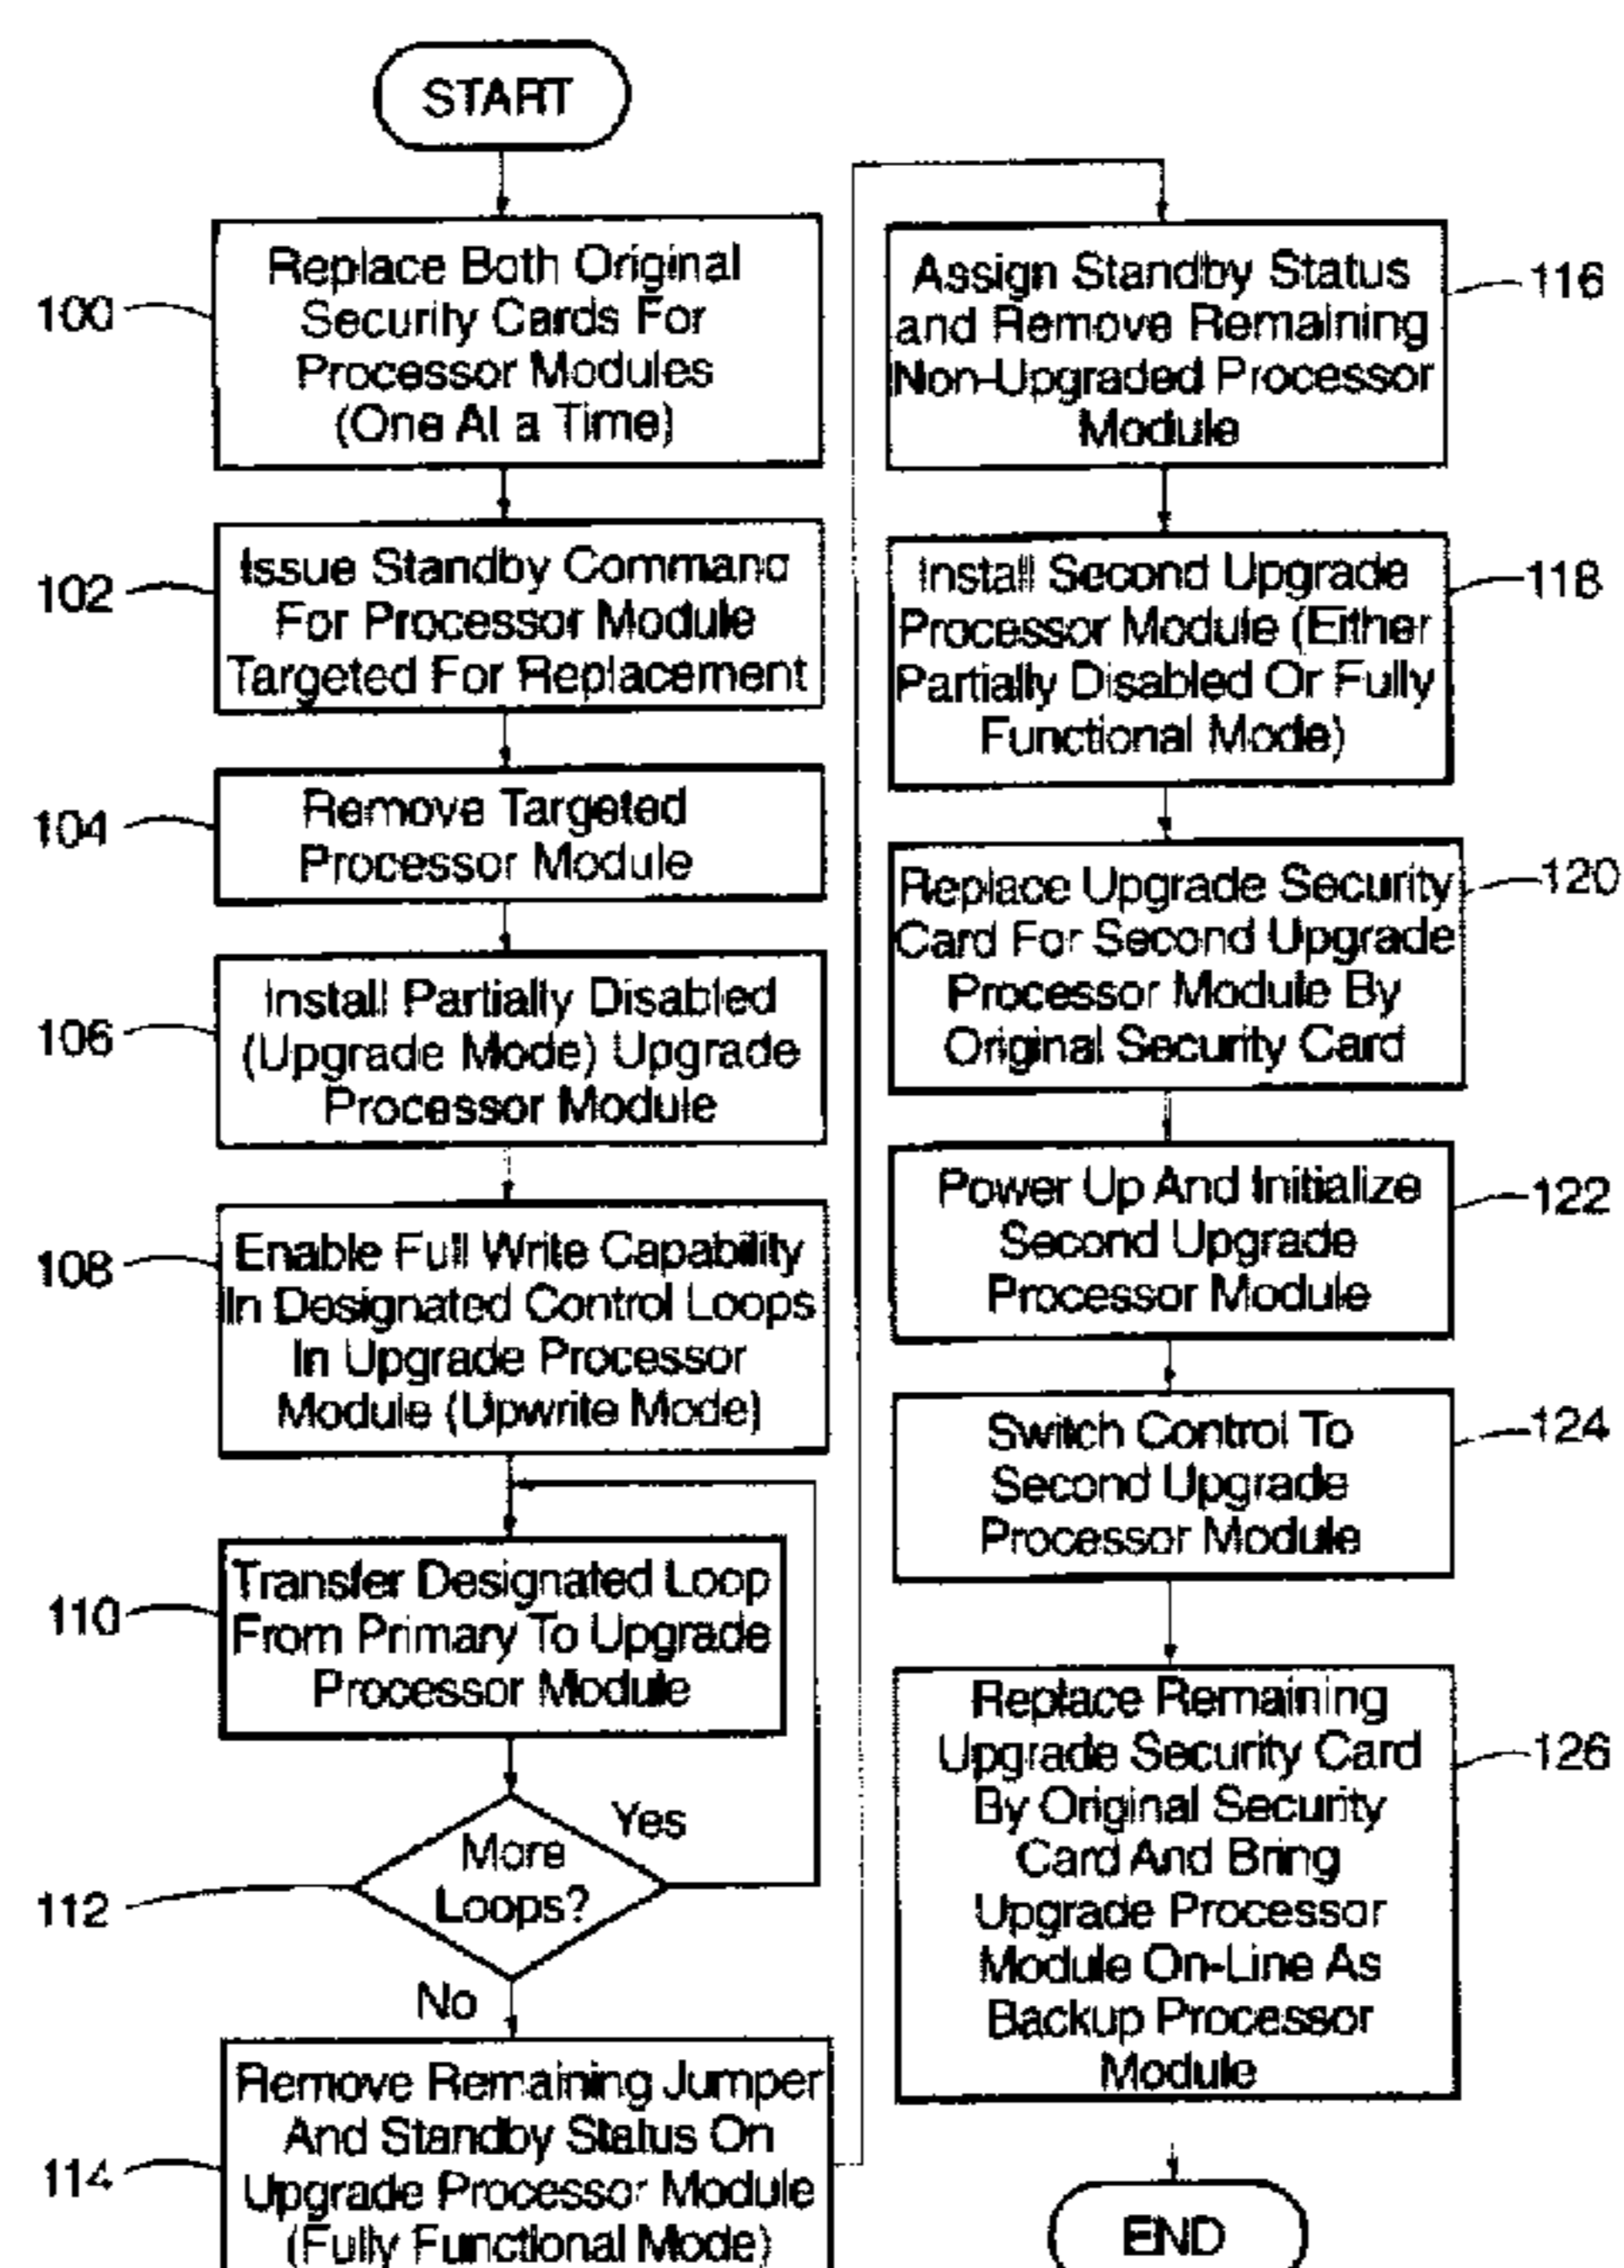 START
100
Replace Both Original
Security Cards For
Processor Modules
(One At a Time)
102
Issue Standby Command
For Processor Module
Targeted For Replacement
104
Remove Targeted
Processor Module
106
Install Partially Disabled
(Upgrade Mode) Upgrade
Processor Module
108
Enable Full Write Capability
In Designated Control Loops
In Upgrade Processor
Module (Upwrite Mode)
110
Transfer Designated Loop
From Primary To Upgrade
Processor Module
112
More
Loops?
Yes
No
114
Remove Remaining Jumper
And Standby Status On
Upgrade Processor Module
(Fully Functional Mode)
Assign Standby Status
and Remove Remaining
Non-Upgraded Processor
Module
116
Install Second Upgrade
Processor Module (Either
Partially Disabled Or Fully
Functional Mode)
118
Replace Upgrade Security
Card For Second Upgrade
Processor Module By
Original Security Card
120
Power Up And Initialize
Second Upgrade
Processor Module
122
Switch Control To
Second Upgrade
Processor Module
124
Replace Remaining
Upgrade Security Card
By Original Security
Card And Bring
Upgrade Processor
Module On-Line As
Backup Processor
Module
126
END